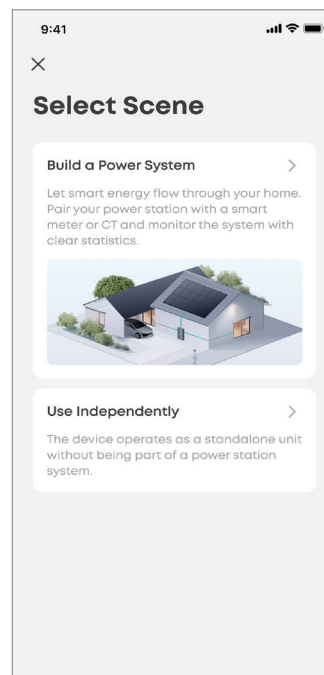 9:41
Select Scene
Build a Power System
Let smart energy flow through your home.
Pair your power station with a smart
meter or CT and monitor the system with
clear statistics.
Use Independently
The device operates as a standalone unit
without being part of a power station
system.